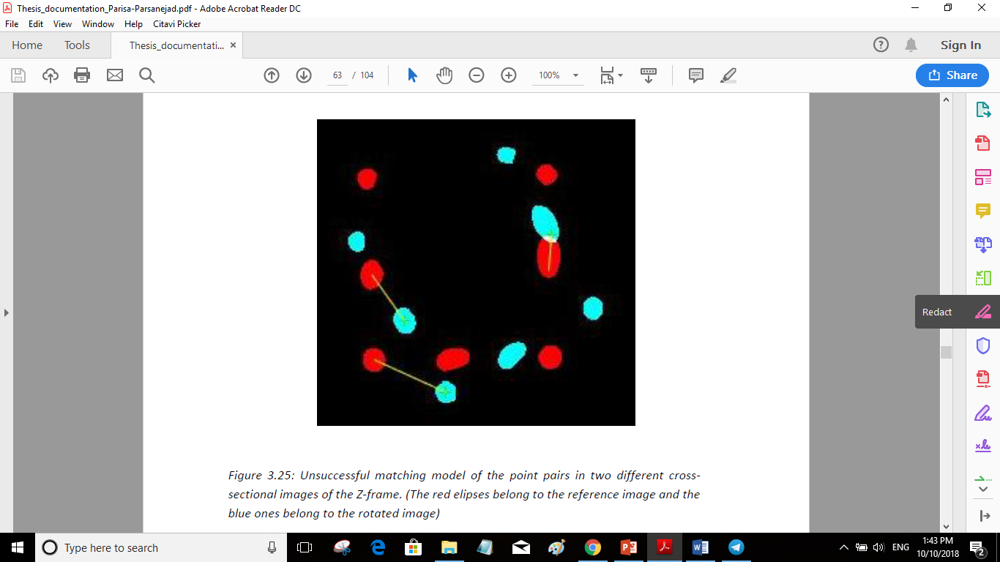 Thesis_documentation_Parisa-Parsanejad.pdf - Adobe Acrobat Reader DC
File Edit View Window Help Citavi Picker
Home Tools Thesis_documentati... × Sign In
63 / 104 100% Share
Redact
Figure 3.25: Unsuccessful matching model of the point pairs in two different cross-
sectional images of the Z-frame. (The red elipses belong to the reference image and the
blue ones belong to the rotated image)
Type here to search
ENG
1:43 PM
10/10/2018
2